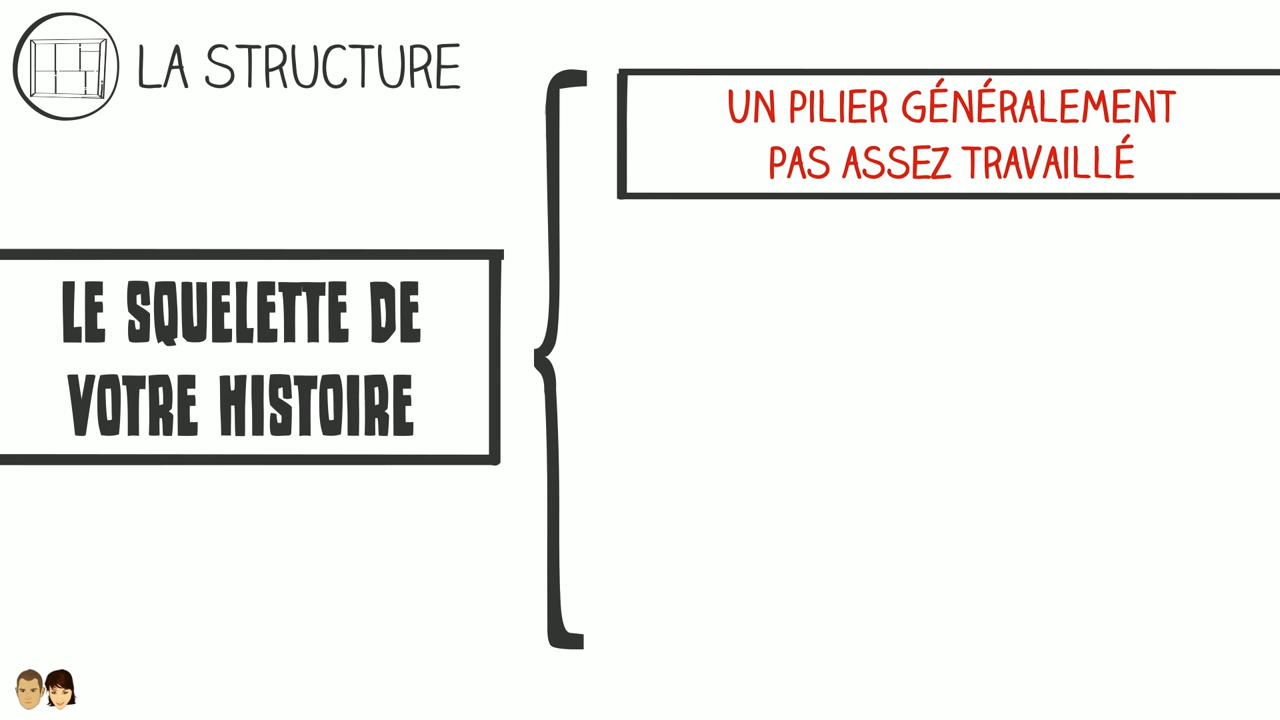 LA STRUCTURE
UN PILIER GÉNÉRALEMENT
PAS ASSEZ TRAVAILLÉ
LE SQUELETTE DE
VOTRE HISTOIRE